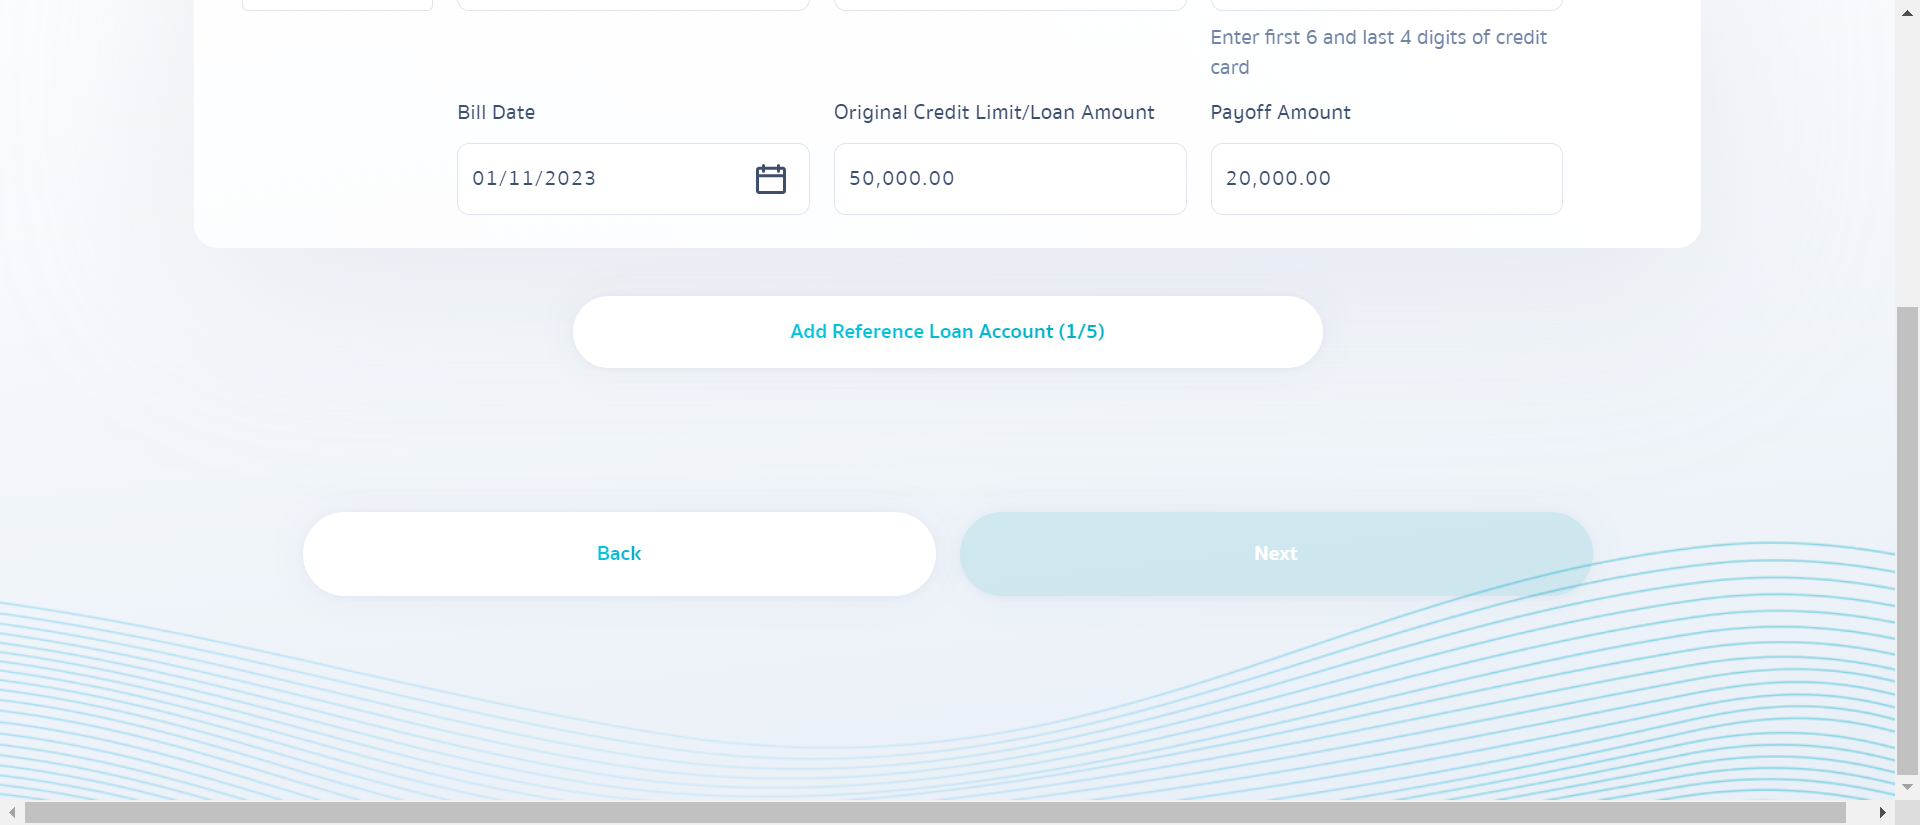 Enter first 6 and last 4 digits of credit
card
Bill Date
Original Credit Limit/Loan Amount
Payoff Amount
01/11/2023
50,000.00
20,000.00
Add Reference Loan Account (1/5)
Back
Next